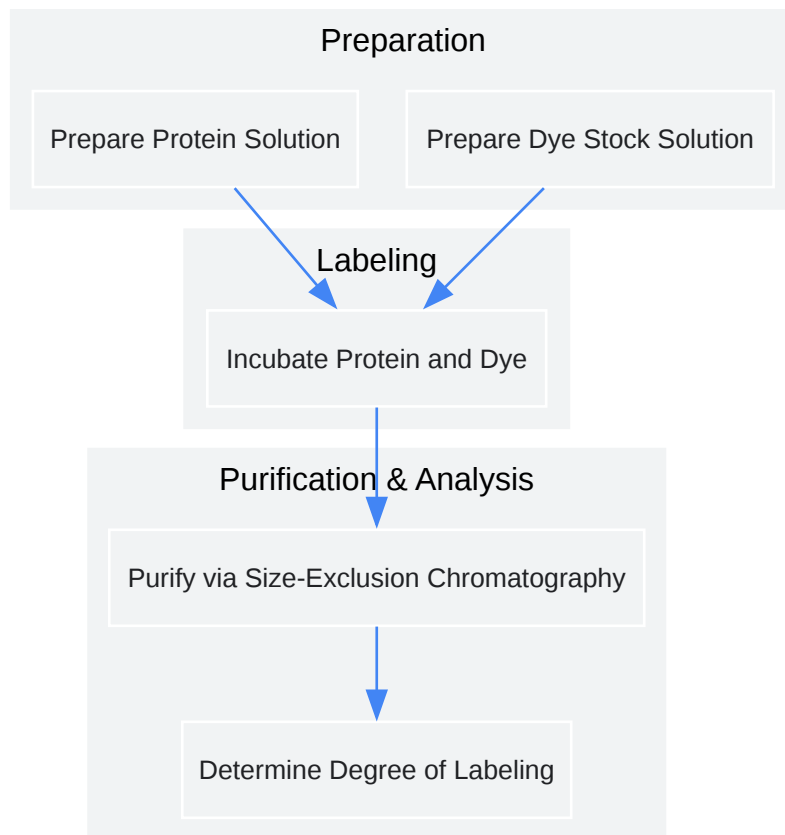 Preparation
Prepare Protein Solution
Prepare Dye Stock Solution
Labeling
Incubate Protein and Dye
Purification & Analysis
Purify via Size-Exclusion Chromatography
Determine Degree of Labeling